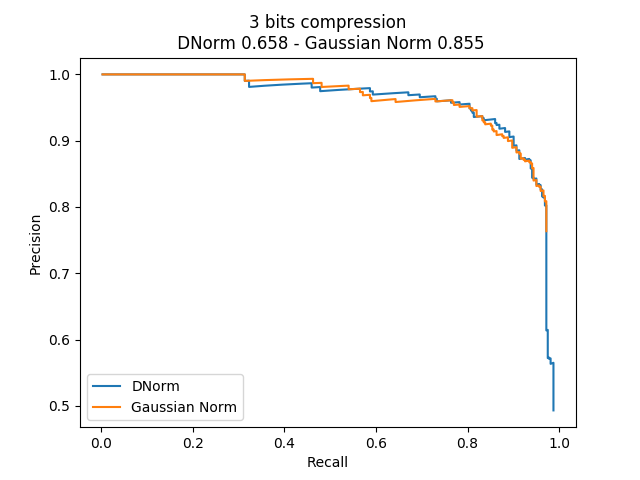 3 bits compression
DNorm 0.658 - Gaussian Norm 0.855
1.0
0.9
0.8
0.7
0.6
0.5
Precision
DNorm
Gaussian Norm
0.0 0.2 0.4 0.6 0.8 1.0
Recall